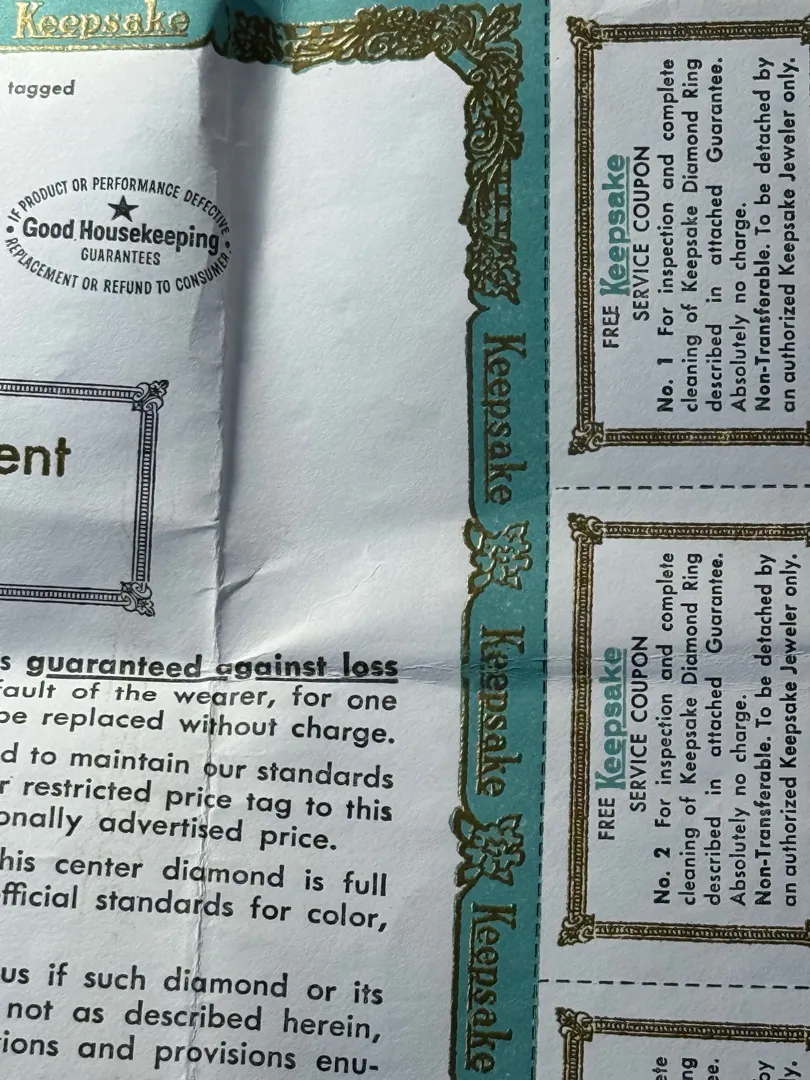 Keepsake
tagged
IF PRODUCT OR PERFORMANCE DEFECTIVE
Good Housekeeping
GUARANTEES
REPLACEMENT OR REFUND TO CONSUMER
ent
s guaranteed against loss
fault of the wearer, for one
be replaced without charge.
d to maintain our standards
r restricted price tag to this
onally advertised price.
his center diamond is full
fficial standards for color,
us if such diamond or its
not as described herein,
tions and provisions enu-
Keepsake
Keepsake
Keepsake
FREE Keepsake
SERVICE COUPON
No. 1 For inspection and complete
cleaning of Keepsake Diamond Ring
described in attached Guarantee.
Absolutely no charge.
Non-Transferable. To be detached by
an authorized Keepsake Jeweler only.
FREE Keepsake
SERVICE COUPON
No. 2 For inspection and complete
cleaning of Keepsake Diamond Ring
described in attached Guarantee.
Absolutely no charge.
Non-Transferable. To be detached by
an authorized Keepsake Jeweler only.
ete
ng
ee.
by
ly.